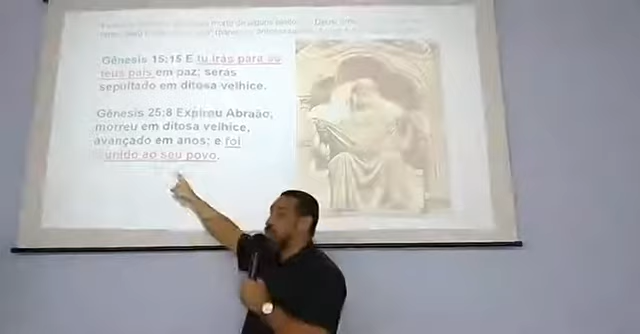 Gênesis 15:15 E tu irás para os
teus pais em paz; serás
sepultado em ditosa velhice.
Gênesis 25:8 Expirou Abraão;
morreu em ditosa velhice,
avançado em anos; e foi
reunido ao seu povo.